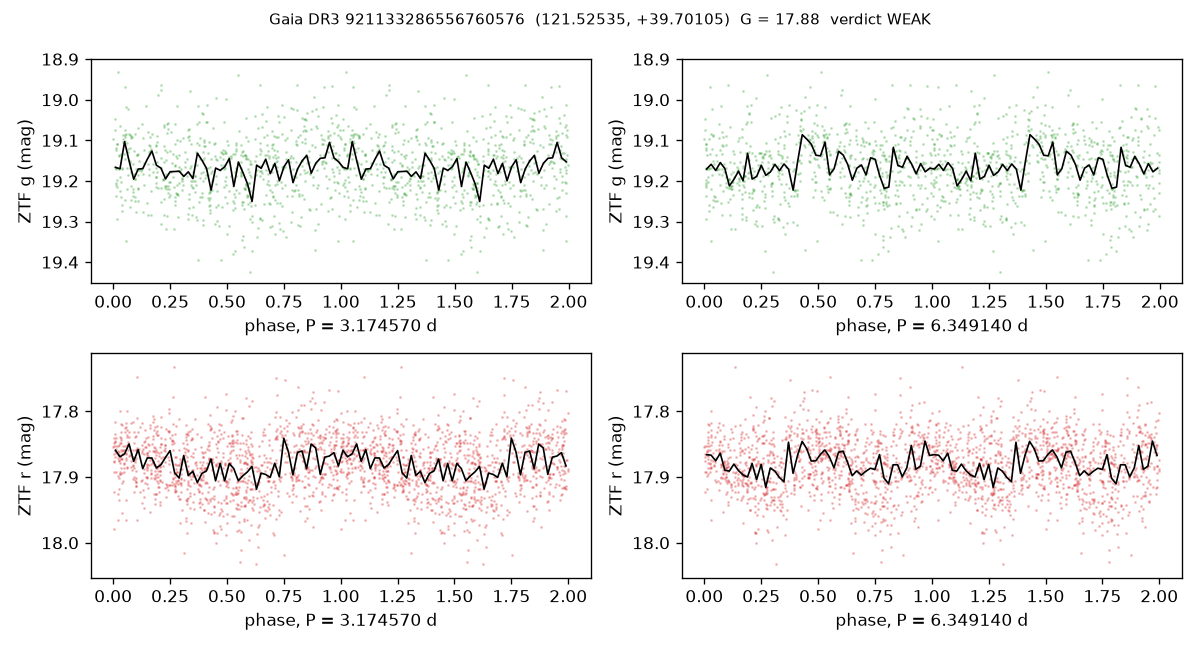 Gaia DR3 921133286556760576 (121.52535, +39.70105) G = 17.88 verdict WEAK
18.9
19.0
19.1
19.2
19.3
19.4
ZTF g (mag)
0.00 0.25 0.50 0.75 1.00 1.25 1.50 1.75 2.00
phase, P = 3.174570 d
18.9
19.0
19.1
19.2
19.3
19.4
ZTF g (mag)
0.00 0.25 0.50 0.75 1.00 1.25 1.50 1.75 2.00
phase, P = 6.349140 d
17.8
17.9
18.0
ZTF r (mag)
0.00 0.25 0.50 0.75 1.00 1.25 1.50 1.75 2.00
phase, P = 3.174570 d
17.8
17.9
18.0
ZTF r (mag)
0.00 0.25 0.50 0.75 1.00 1.25 1.50 1.75 2.00
phase, P = 6.349140 d